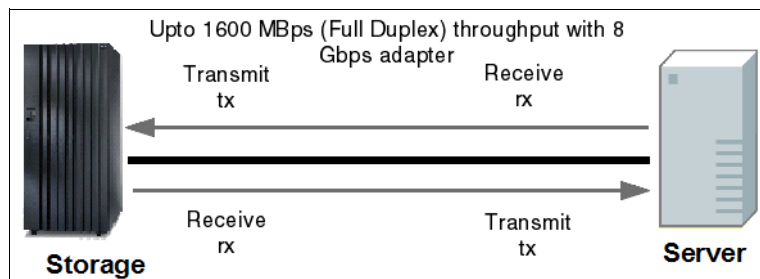 Upto 1600 MBps (Full Duplex) throughput with 8
Gbps adapter
Transmit
tx
Receive
rx
Receive
rx
Transmit
tx
Storage
Server